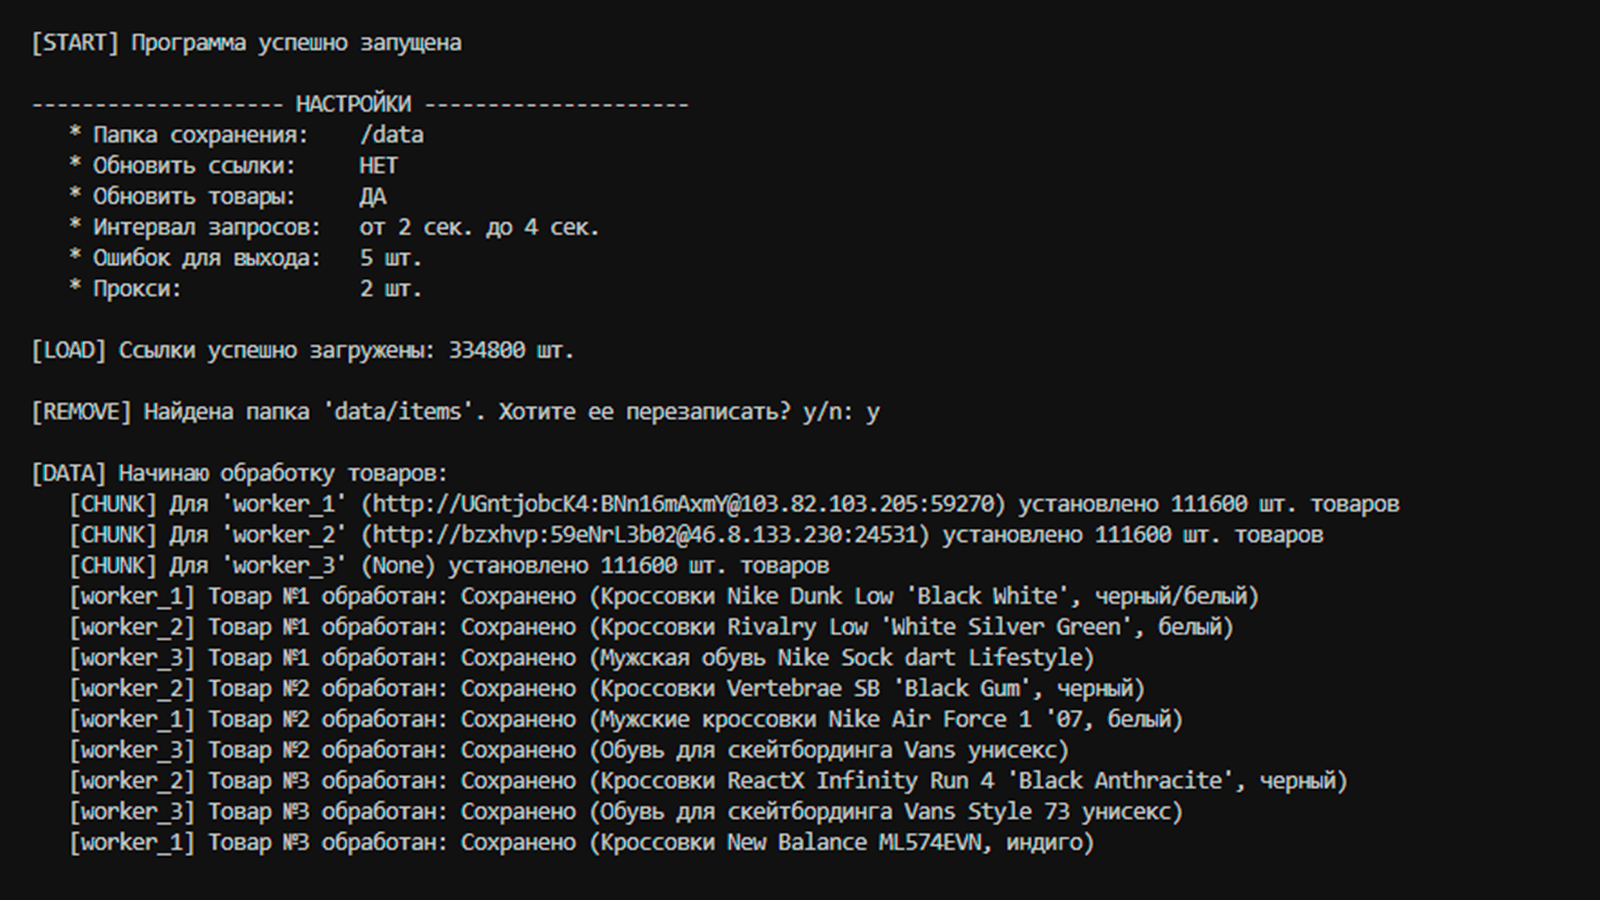 [START] Программа успешно запущена
-------------------- НАСТРОЙКИ ---------------------
* Папка сохранения: /data
* Обновить ссылки: НЕТ
* Обновить товары: ДА
* Интервал запросов: от 2 сек. до 4 сек.
* Ошибок для выхода: 5 шт.
* Прокси: 2 шт.
[LOAD] Ссылки успешно загружены: 334800 шт.
[REMOVE] Найдена папка 'data/items'. Хотите ее перезаписать? y/n: y
[DATA] Начинаю обработку товаров:
[CHUNK] Для 'worker_1' (http://UGntjobcK4:BNn16mAxmY@103.82.103.205:59270) установлено 111600 шт. товаров
[CHUNK] Для 'worker_2' (http://bzxhvp:59eNrL3b02@46.8.133.230:24531) установлено 111600 шт. товаров
[CHUNK] Для 'worker_3' (None) установлено 111600 шт. товаров
[worker_1] Товар №1 обработан: Сохранено (Кроссовки Nike Dunk Low 'Black White', черный/белый)
[worker_2] Товар №1 обработан: Сохранено (Кроссовки Rivalry Low 'White Silver Green', белый)
[worker_3] Товар №1 обработан: Сохранено (Мужская обувь Nike Sock dart Lifestyle)
[worker_2] Товар №2 обработан: Сохранено (Кроссовки Vertebrae SB 'Black Gum', черный)
[worker_1] Товар №2 обработан: Сохранено (Мужские кроссовки Nike Air Force 1 '07, белый)
[worker_3] Товар №2 обработан: Сохранено (Обувь для скейтбординга Vans унисекс)
[worker_2] Товар №3 обработан: Сохранено (Кроссовки ReactX Infinity Run 4 'Black Anthracite', черный)
[worker_3] Товар №3 обработан: Сохранено (Обувь для скейтбординга Vans Style 73 унисекс)
[worker_1] Товар №3 обработан: Сохранено (Кроссовки New Balance ML574EVN, индиго)